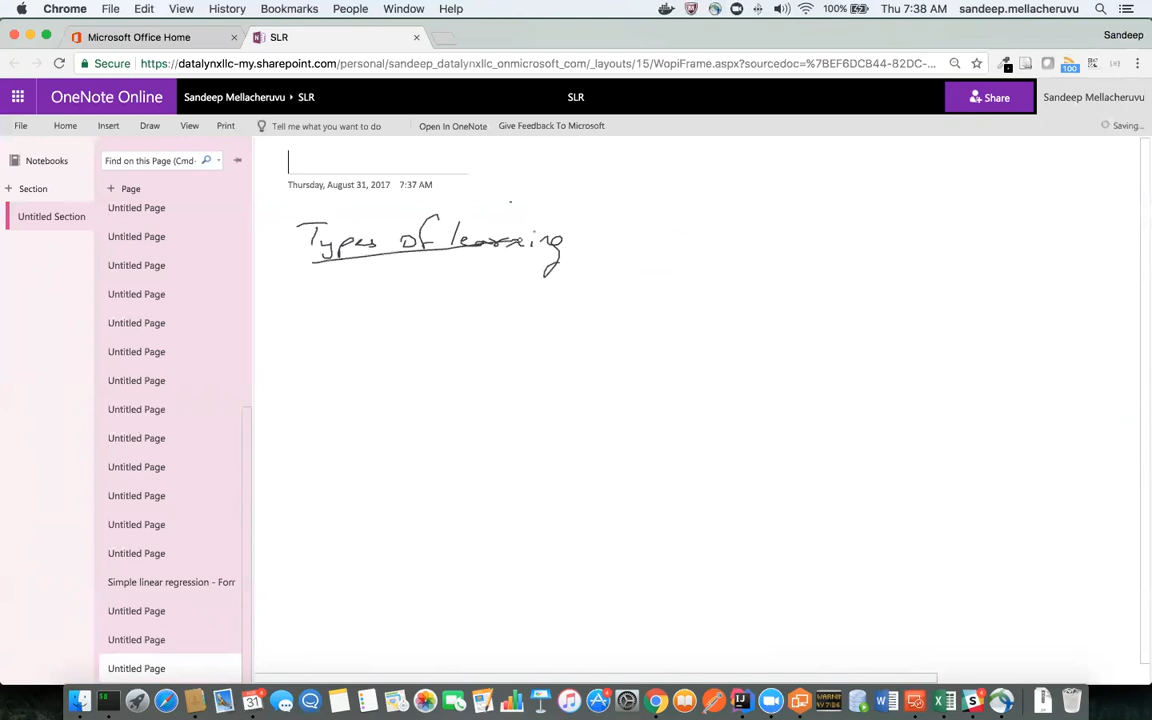 Chrome File Edit View History Bookmarks People Window Help 100% Thu 7:38 AM sandeep.mellacheruvu
Microsoft Office Home SLR Sandeep
Secure https://datalynxllc-my.sharepoint.com/personal/sandeep_datalynxllc_onmicrosoft_com/_layouts/15/WopiFrame.aspx?sourcedoc=%7BEF6DCB44-82DC-... 100
OneNote Online Sandeep Mellacheruvu ▸ SLR SLR Share Sandeep Mellacheruvu
File Home Insert Draw View Print Tell me what you want to do Open In OneNote Give Feedback To Microsoft Saving...
Notebooks Find on this Page (Cmd-
+ Section + Page
Untitled Section
Untitled Page
Untitled Page
Untitled Page
Untitled Page
Untitled Page
Untitled Page
Untitled Page
Untitled Page
Untitled Page
Untitled Page
Untitled Page
Untitled Page
Untitled Page
Simple linear regression - Forr
Untitled Page
Untitled Page
Untitled Page
Thursday, August 31, 2017 7:37 AM
Types of learning
31